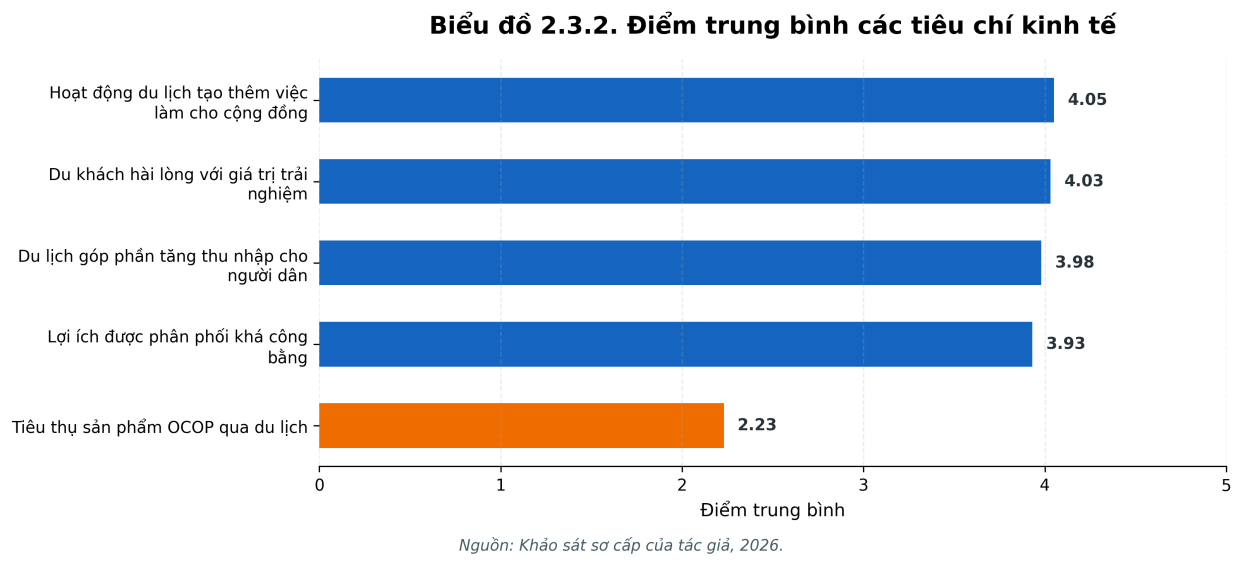 Biểu đồ 2.3.2. Điểm trung bình các tiêu chí kinh tế
Hoạt động du lịch tạo thêm việc
làm cho cộng đồng
4.05
Du khách hài lòng với giá trị trải
nghiệm
4.03
Du lịch góp phần tăng thu nhập cho
người dân
3.98
Lợi ích được phân phối khá công
bằng
3.93
Tiêu thụ sản phẩm OCOP qua du lịch
2.23
0 1 2 3 4 5
Điểm trung bình
Nguồn: Khảo sát sơ cấp của tác giả, 2026.